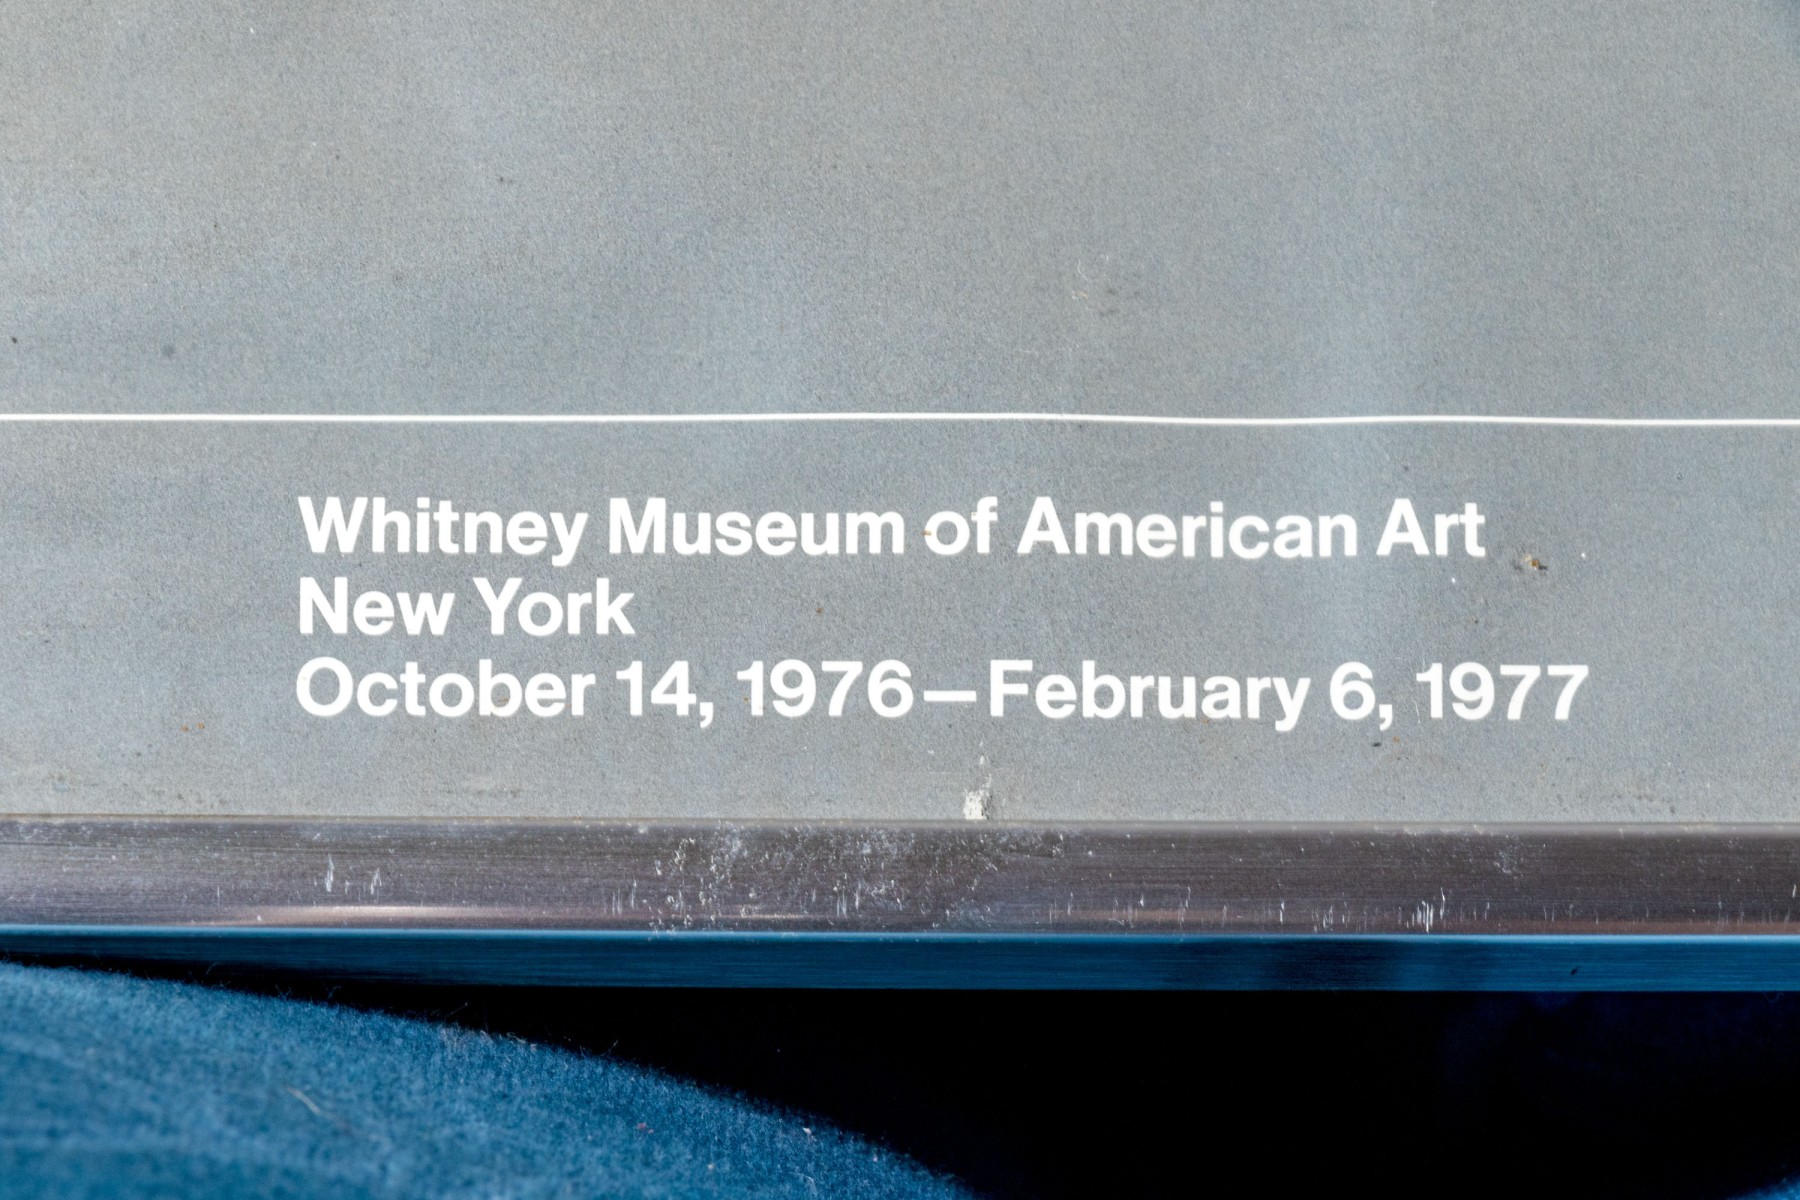 Whitney Museum of American Art
New York
October 14, 1976—February 6, 1977